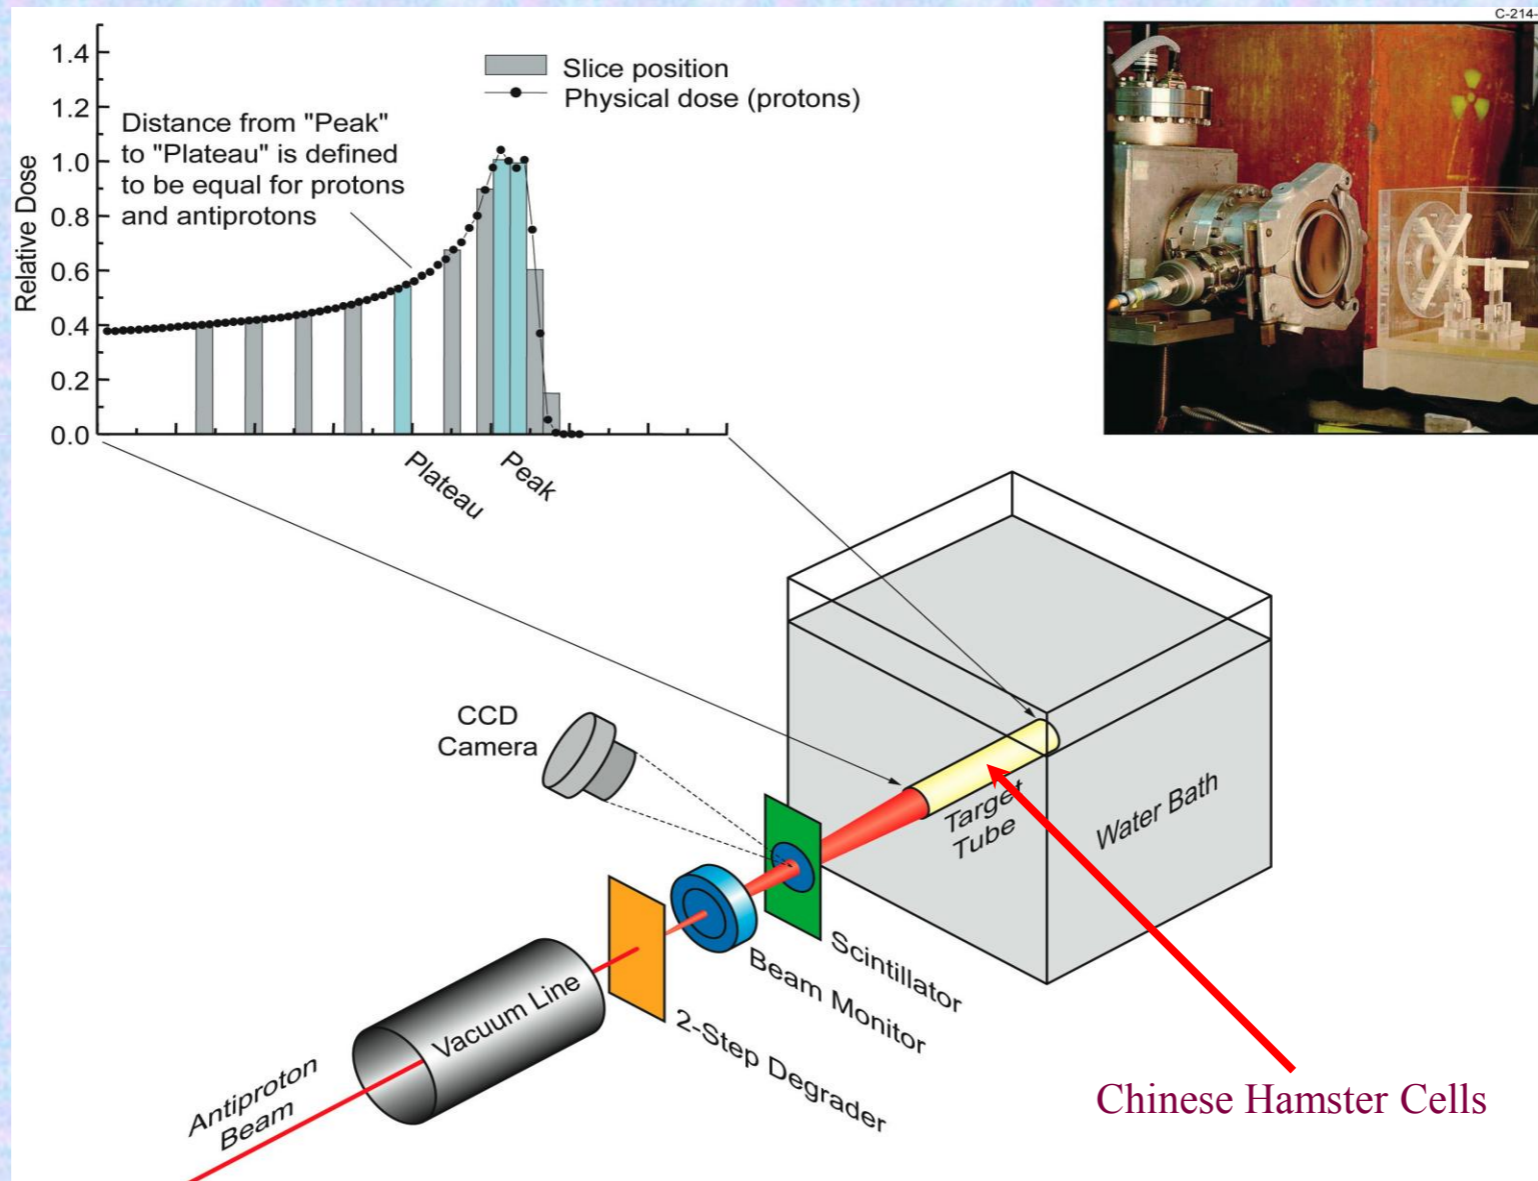 C-214-
1.4
1.2
1.0
0.8
0.6
0.4
0.2
0.0
Relative Dose
Slice position
Physical dose (protons)
Distance from "Peak"
to "Plateau" is defined
to be equal for protons
and antiprotons
Plateau
Peak
CCD
Camera
Target
Tube
Water Bath
Scintillator
Beam Monitor
2-Step Degrader
Vacuum Line
Antiproton
Beam
Chinese Hamster Cells